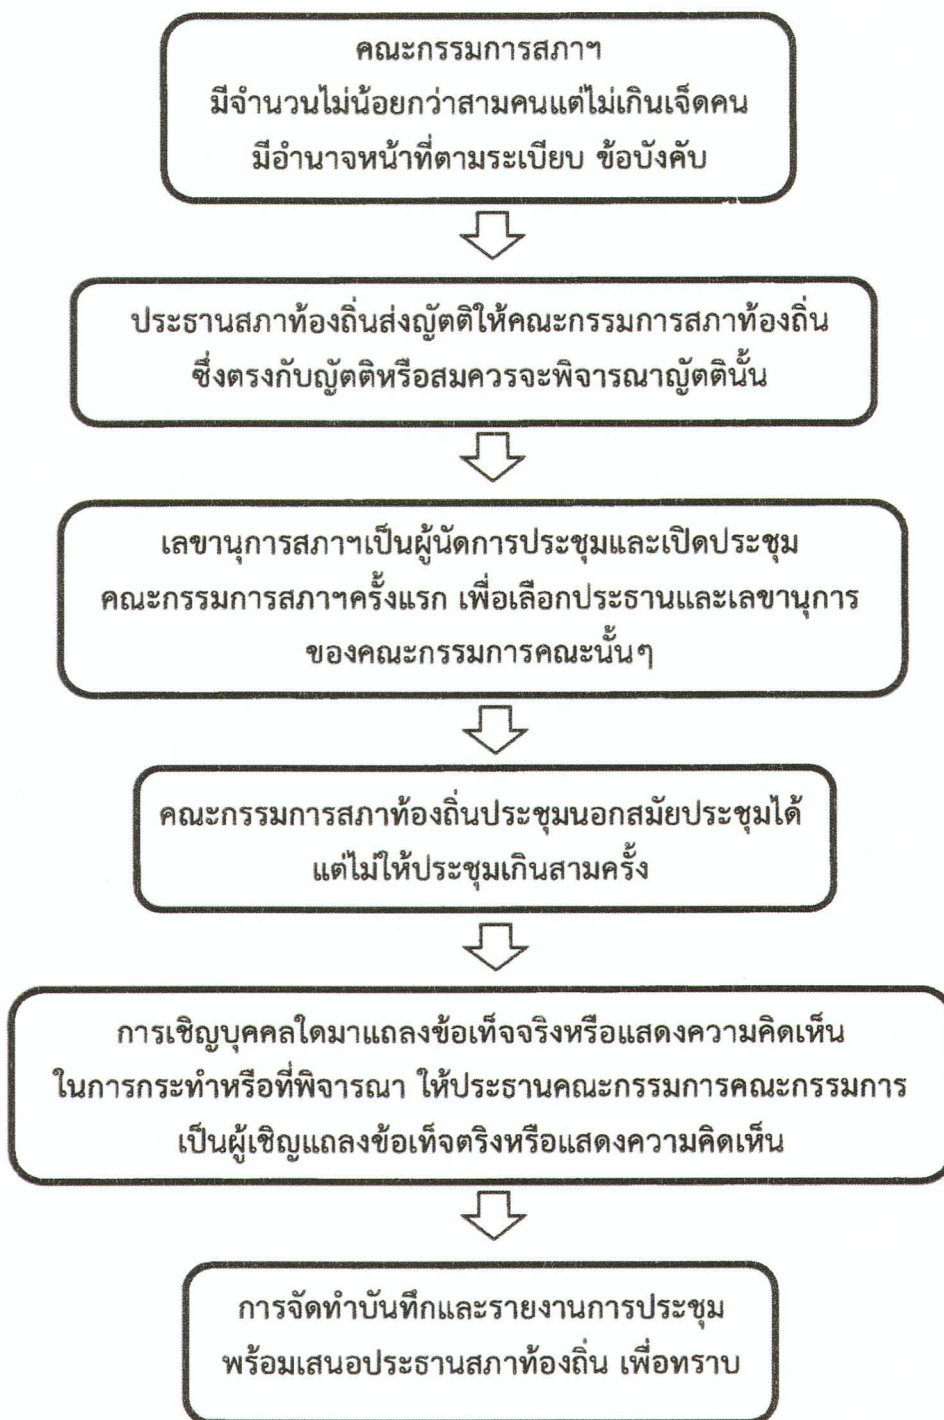 คณะกรรมการสภาฯ
มีจำนวนไม่น้อยกว่าสามคนแต่ไม่เกินเจ็ดคน
มีอำนาจหน้าที่ตามระเบียบ ข้อบังคับ
ประธานสภาท้องถิ่นส่งญัตติให้คณะกรรมการสภาท้องถิ่น
ซึ่งตรงกับญัตติหรือสมควรจะพิจารณาญัตตินั้น
เลขานุการสภาฯเป็นผู้นัดการประชุมและเปิดประชุม
คณะกรรมการสภาฯครั้งแรก เพื่อเลือกประธานและเลขานุการ
ของคณะกรรมการคณะนั้นๆ
คณะกรรมการสภาท้องถิ่นประชุมนอกสมัยประชุมได้
แต่ไม่ให้ประชุมเกินสามครั้ง
การเชิญบุคคลใดมาแถลงข้อเท็จจริงหรือแสดงความคิดเห็น
ในการกระทำหรือที่พิจารณา ให้ประธานคณะกรรมการคณะกรรมการ
เป็นผู้เชิญแถลงข้อเท็จตริงหรือแสดงความคิดเห็น
การจัดทำบันทึกและรายงานการประชุม
พร้อมเสนอประธานสภาท้องถิ่น เพื่อทราบ